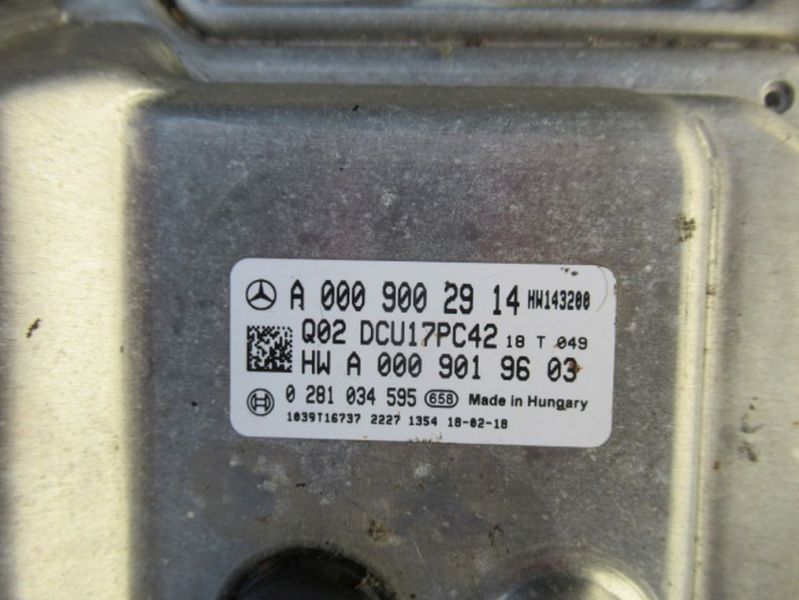 A 000 900 29 14 HW143200
Q02 DCU17PC42 18 T 049
HW A 000 901 96 03
0 281 034 595 658 Made in Hungary
1039T16737 2227 1354 18-02-18